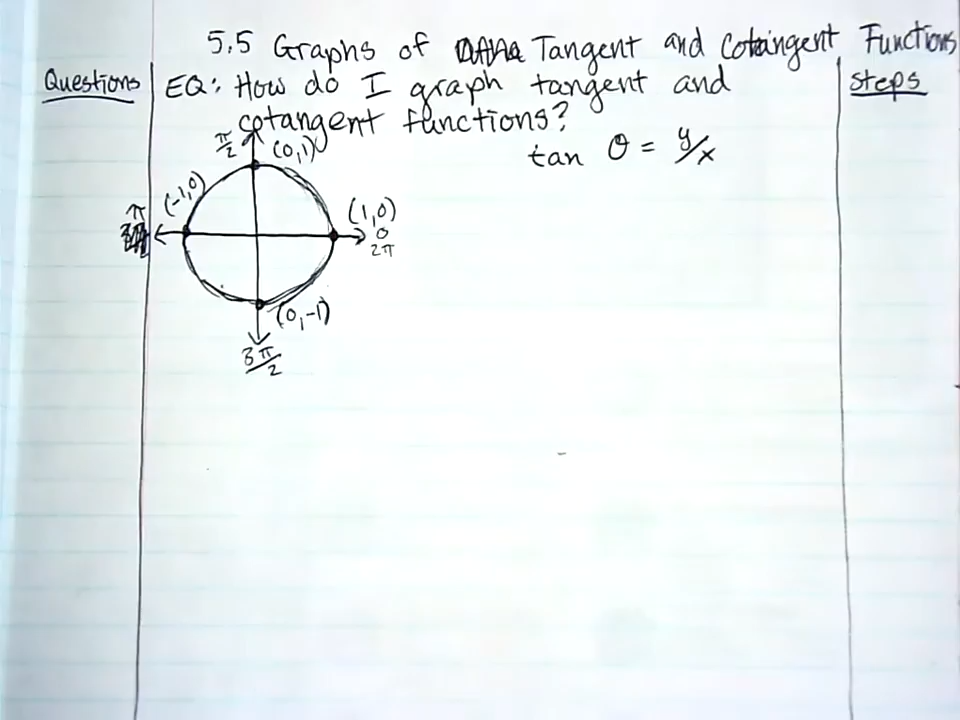 5.5 Graphs of Tangent and Cotangent Functions
Questions
EQ: How do I graph tangent and
cotangent functions?
Steps
tan θ = y/x
π/2
(0,1)
(-1,0)
π
(1,0)
0
2π
(0,-1)
3π/2